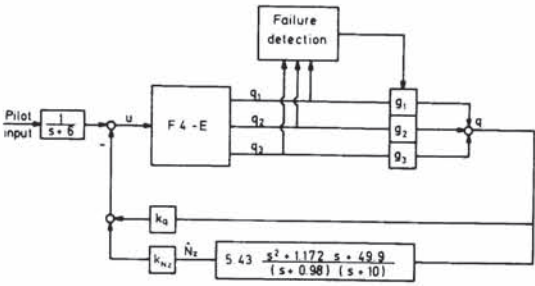 Failure
detection
Pilot
input
1
s + 6
-
u
F 4 - E
q1
q2
q3
g1
g2
g3
q
kq
kNz
N̂z
5.43 s² + 1.172 s + 49.9
(s + 0.98) (s + 10)